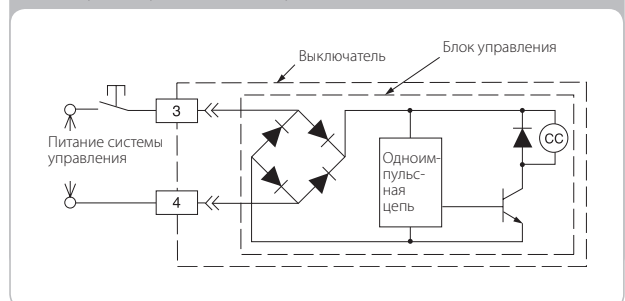 Выключатель
Блок управления
3
Питание системы
управления
Одноим-
пульс-
ная
цепь
CC
4